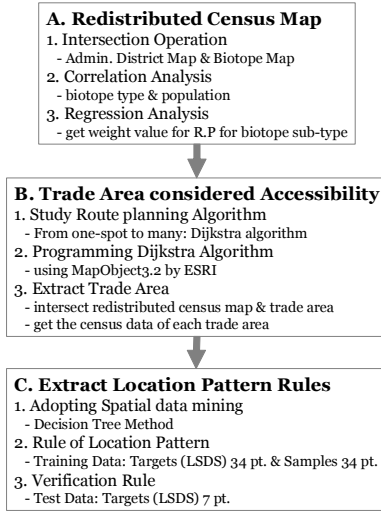 A. Redistributed Census Map
1. Intersection Operation
- Admin. District Map & Biotope Map
2. Correlation Analysis
- biotope type & population
3. Regression Analysis
- get weight value for R.P for biotope sub-type
B. Trade Area considered Accessibility
1. Study Route planning Algorithm
- From one-spot to many: Dijkstra algorithm
2. Programming Dijkstra Algorithm
- using MapObject3.2 by ESRI
3. Extract Trade Area
- intersect redistributed census map & trade area
- get the census data of each trade area
C. Extract Location Pattern Rules
1. Adopting Spatial data mining
- Decision Tree Method
2. Rule of Location Pattern
- Training Data: Targets (LSDS) 34 pt. & Samples 34 pt.
3. Verification Rule
- Test Data: Targets (LSDS) 7 pt.